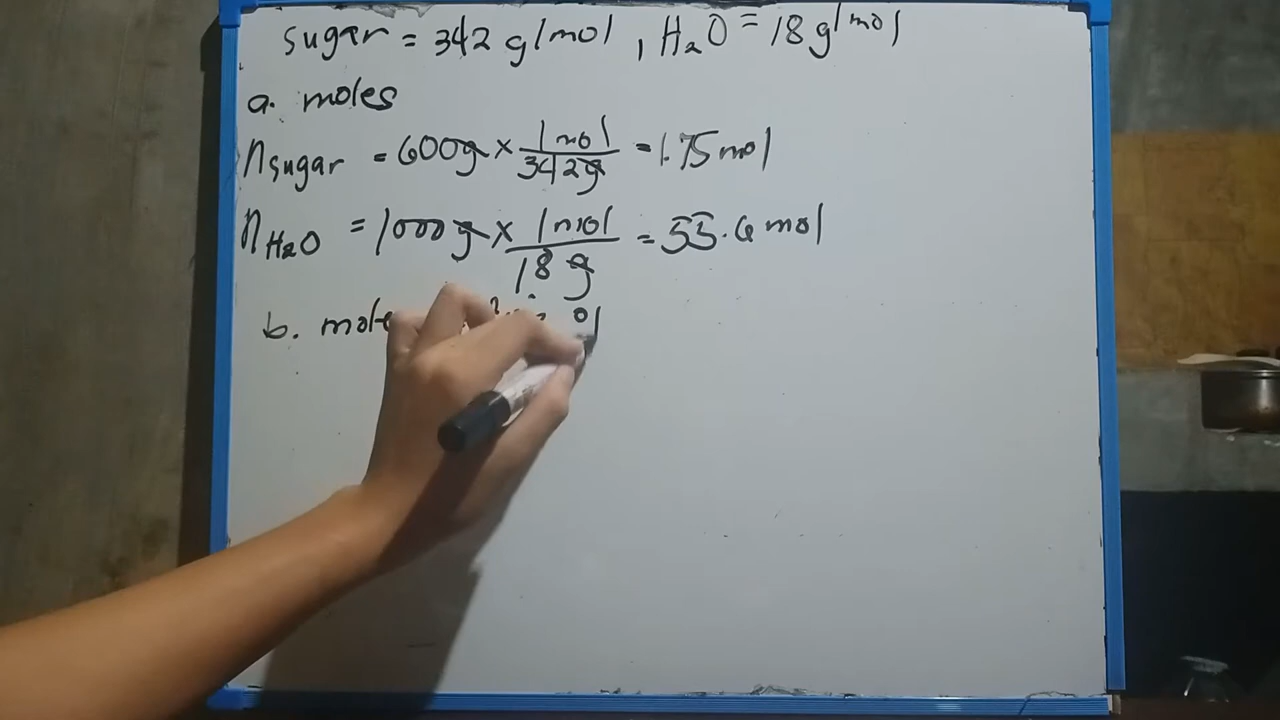 sugar = 342 g/mol , H₂O = 18 g/mol
a. moles
nsugar = 600g × 1mol/342g = 1.75 mol
nH₂O = 1000g × 1mol/18g = 55.6 mol
b.